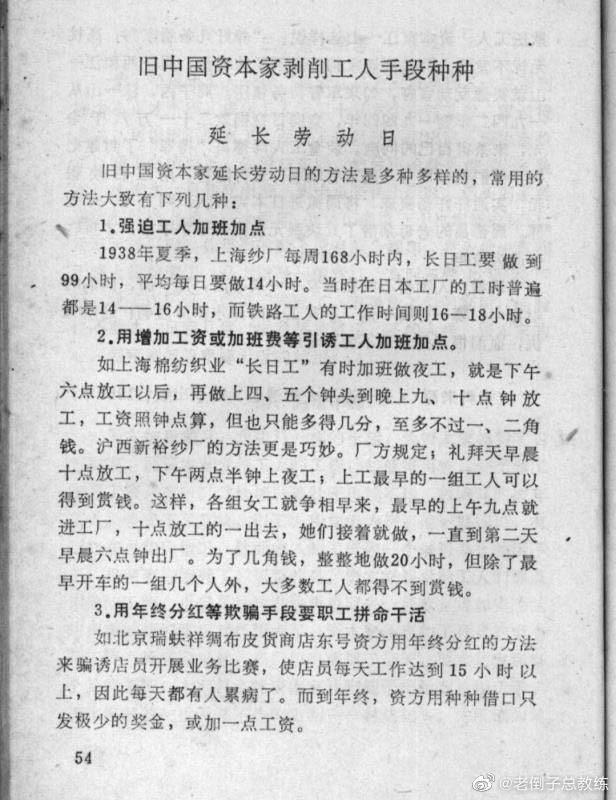 旧中国资本家剥削工人手段种种
延长劳动日
旧中国资本家延长劳动日的方法是多种多样的，常用的
方法大致有下列几种：
1.强迫工人加班加点
1938年夏季，上海纱厂每周168小时内，长日工要做到
99小时，平均每日要做14小时。当时在日本工厂的工时普遍
都是14——16小时，而铁路工人的工作时间则16—18小时。
2.用增加工资或加班费等引诱工人加班加点。
如上海棉纺织业“长日工”有时加班做夜工，就是下午
六点放工以后，再做上四、五个钟头到晚上九、十点钟放
工，工资照钟点算，但也只能多得几分，至多不过一、二角
钱。沪西新裕纱厂的方法更是巧妙。厂方规定；礼拜天早晨
十点放工，下午两点半钟上夜工；上工最早的一组工人可以
得到赏钱。这样，各组女工就争相早来，最早的上午九点就
进工厂，十点放工的一出去，她们接着就做，一直到第二天
早晨六点钟出厂。为了几角钱，整整地做20小时，但除了最
早开车的一组几个人外，大多数工人都得不到赏钱。
3.用年终分红等欺骗手段要职工拼命干活
如北京瑞蚨祥绸布皮货商店东号资方用年终分红的方法
来骗诱店员开展业务比赛，使店员每天工作达到15小时以
上，因此每天都有人累病了。而到年终，资方用种种借口只
发极少的奖金，或加一点工资。
54
@老倒子总教练